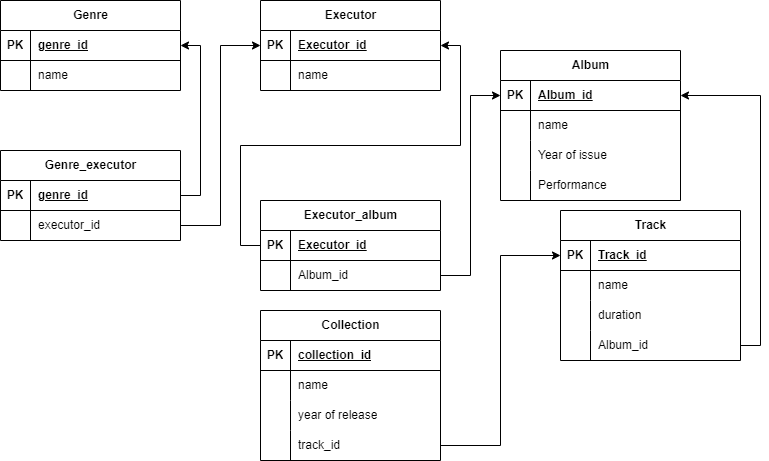 Genre
PK genre_id
name
Executor
PK Executor_id
name
Album
PK Album_id
name
Year of issue
Performance
Genre_executor
PK genre_id
executor_id
Executor_album
PK Executor_id
Album_id
Track
PK Track_id
name
duration
Album_id
Collection
PK collection_id
name
year of release
track_id